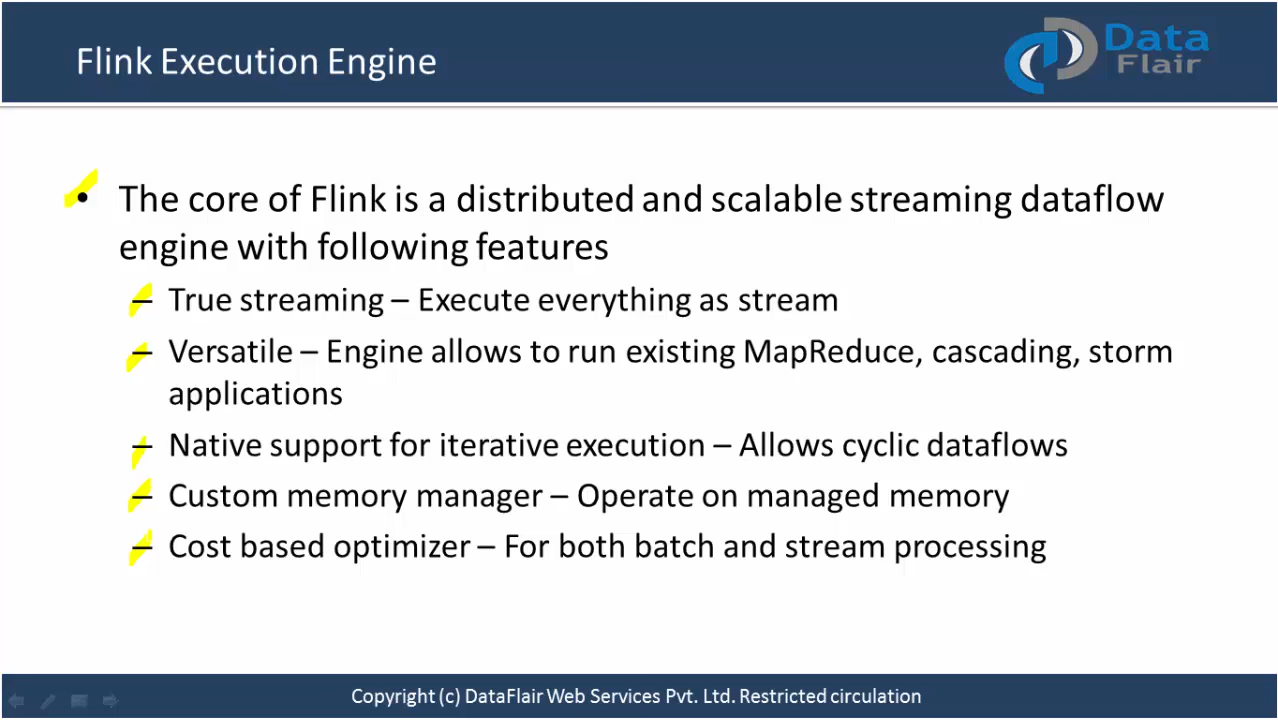 Flink Execution Engine
Data
Flair
• The core of Flink is a distributed and scalable streaming dataflow
engine with following features
– True streaming – Execute everything as stream
– Versatile – Engine allows to run existing MapReduce, cascading, storm
applications
– Native support for iterative execution – Allows cyclic dataflows
– Custom memory manager – Operate on managed memory
– Cost based optimizer – For both batch and stream processing
Copyright (c) DataFlair Web Services Pvt. Ltd. Restricted circulation